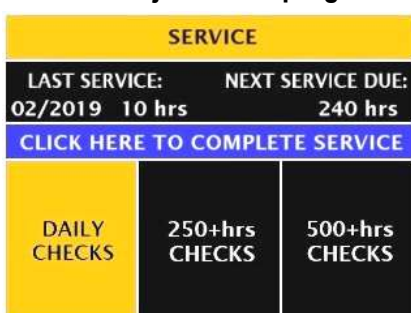 SERVICE
LAST SERVICE: NEXT SERVICE DUE:
02/2019 10 hrs 240 hrs
CLICK HERE TO COMPLETE SERVICE
DAILY CHECKS
250+hrs CHECKS
500+hrs CHECKS